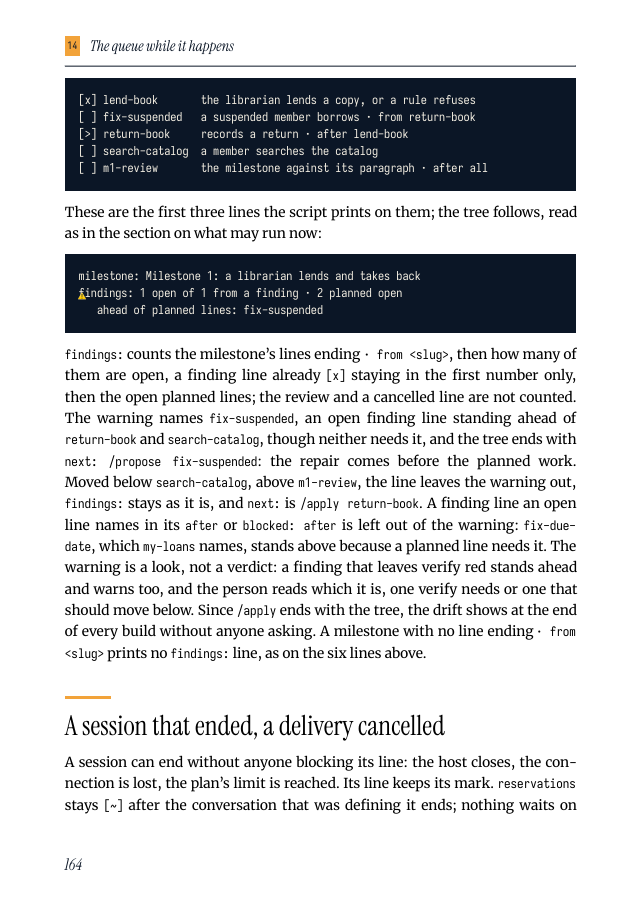 14 The queue while it happens
[x] lend-book the librarian lends a copy, or a rule refuses
[ ] fix-suspended a suspended member borrows · from return-book
[>] return-book records a return · after lend-book
[ ] search-catalog a member searches the catalog
[ ] m1-review the milestone against its paragraph · after all
These are the first three lines the script prints on them; the tree follows, read
as in the section on what may run now:
milestone: Milestone 1: a librarian lends and takes back
⚠findings: 1 open of 1 from a finding · 2 planned open
ahead of planned lines: fix-suspended
findings: counts the milestone’s lines ending · from <slug>, then how many of
them are open, a finding line already [x] staying in the first number only,
then the open planned lines; the review and a cancelled line are not counted.
The warning names fix-suspended, an open finding line standing ahead of
return-book and search-catalog, though neither needs it, and the tree ends with
next: /propose fix-suspended: the repair comes before the planned work.
Moved below search-catalog, above m1-review, the line leaves the warning out,
findings: stays as it is, and next: is /apply return-book. A finding line an open
line names in its after or blocked: after is left out of the warning: fix-due-
date, which my-loans names, stands above because a planned line needs it. The
warning is a look, not a verdict: a finding that leaves verify red stands ahead
and warns too, and the person reads which it is, one verify needs or one that
should move below. Since /apply ends with the tree, the drift shows at the end
of every build without anyone asking. A milestone with no line ending · from
<slug> prints no findings: line, as on the six lines above.
A session that ended, a delivery cancelled
A session can end without anyone blocking its line: the host closes, the con-
nection is lost, the plan’s limit is reached. Its line keeps its mark. reservations
stays [~] after the conversation that was defining it ends; nothing waits on
164